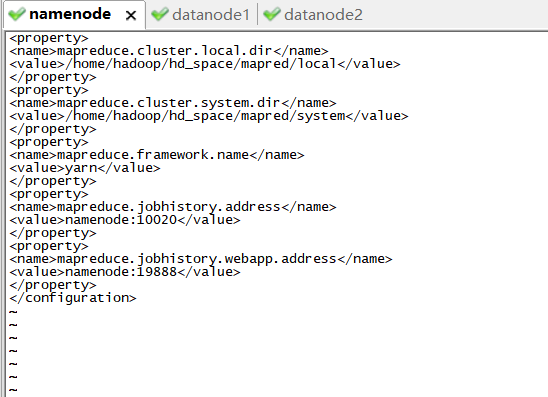 namenode × datanode1 datanode2
<property>
<name>mapreduce.cluster.local.dir</name>
<value>/home/hadoop/hd_space/mapred/local</value>
</property>
<property>
<name>mapreduce.cluster.system.dir</name>
<value>/home/hadoop/hd_space/mapred/system</value>
</property>
<property>
<name>mapreduce.framework.name</name>
<value>yarn</value>
</property>
<property>
<name>mapreduce.jobhistory.address</name>
<value>namenode:10020</value>
</property>
<property>
<name>mapreduce.jobhistory.webapp.address</name>
<value>namenode:19888</value>
</property>
</configuration>
~
~
~
~
~
~
~